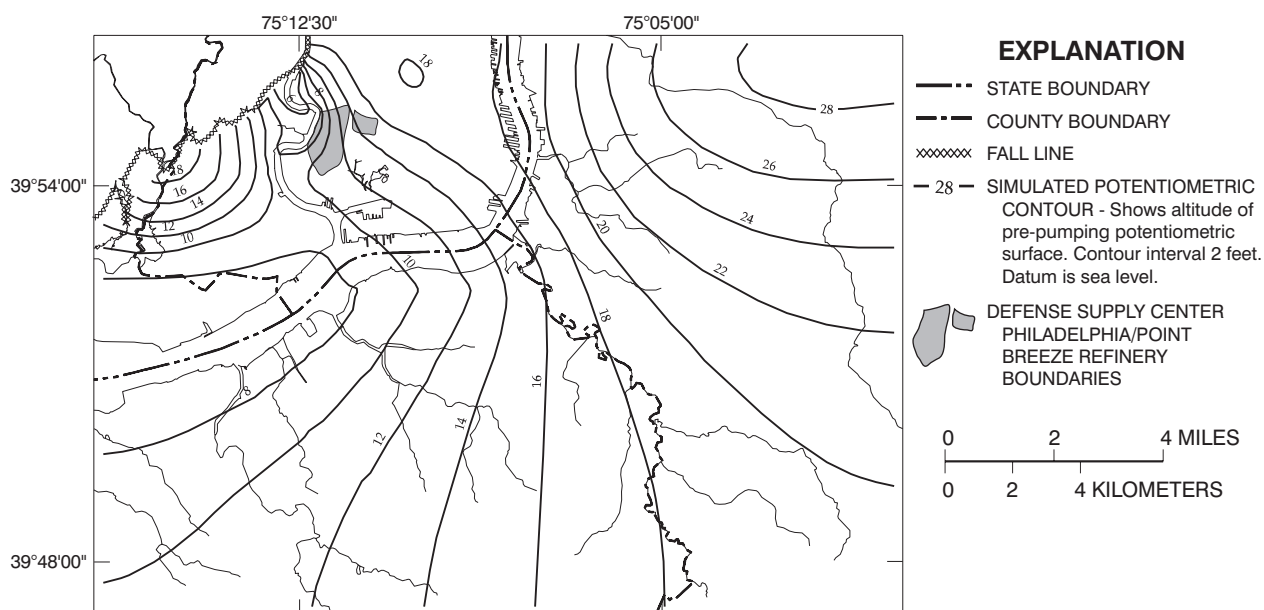 75°12'30"
75°05'00"
39°54'00"
39°48'00"
18
8
28
26
24
22
20
18
16
14
12
10
8
10
18
16
14
12
8
EXPLANATION
STATE BOUNDARY
COUNTY BOUNDARY
FALL LINE
28
SIMULATED POTENTIOMETRIC
CONTOUR - Shows altitude of
pre-pumping potentiometric
surface. Contour interval 2 feet.
Datum is sea level.
DEFENSE SUPPLY CENTER
PHILADELPHIA/POINT
BREEZE REFINERY
BOUNDARIES
0 2 4 MILES
0 2 4 KILOMETERS